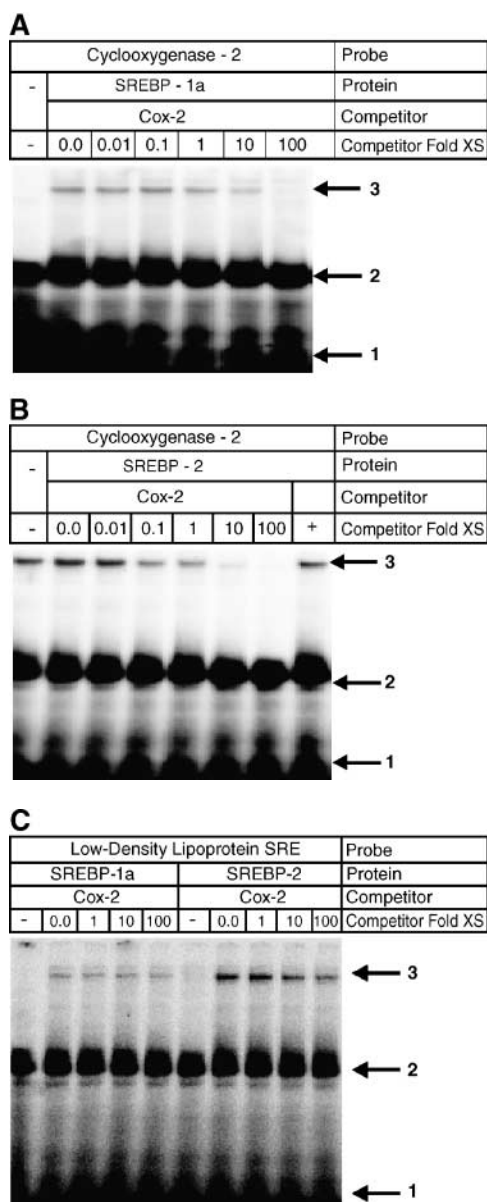 A
Cyclooxygenase - 2 Probe
- SREBP - 1a Protein
Cox-2 Competitor
- 0.0 0.01 0.1 1 10 100 Competitor Fold XS
3
2
1
B
Cyclooxygenase - 2 Probe
- SREBP - 2 Protein
Cox-2 Competitor
- 0.0 0.01 0.1 1 10 100 + Competitor Fold XS
3
2
1
C
Low-Density Lipoprotein SRE Probe
SREBP-1a SREBP-2 Protein
Cox-2 Cox-2 Competitor
- 0.0 1 10 100 - 0.0 1 10 100 Competitor Fold XS
3
2
1